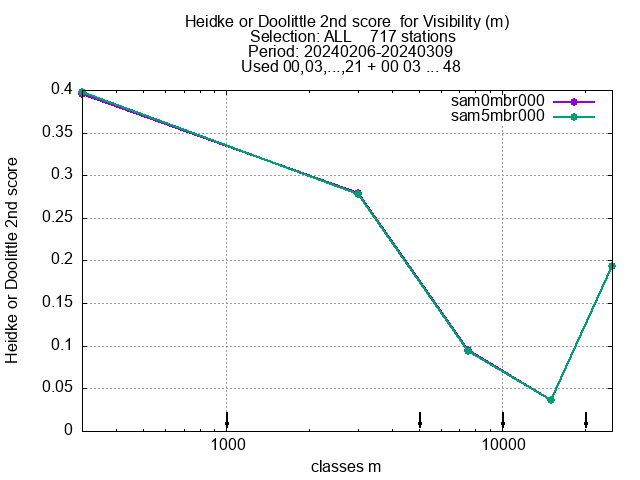 Heidke or Doolittle 2nd score  for Visibility (m)
Selection: ALL    717 stations
Period: 20240206-20240309
Used 00,03,...,21 + 00 03 ... 48
sam0mbr000
sam5mbr000
0.4
0.35
0.3
0.25
0.2
0.15
0.1
0.05
0
Heidke or Doolittle 2nd score
1000
10000
classes m